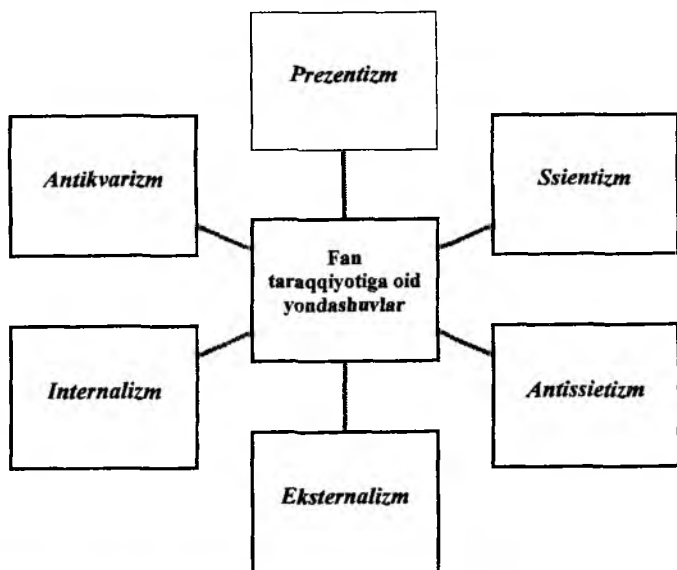 Prezentizm
Antikvarizm
Ssientizm
Fan
taraqqiyotiga oid
yondashuvlar
Internalizm
Antissietizm
Eksternalizm